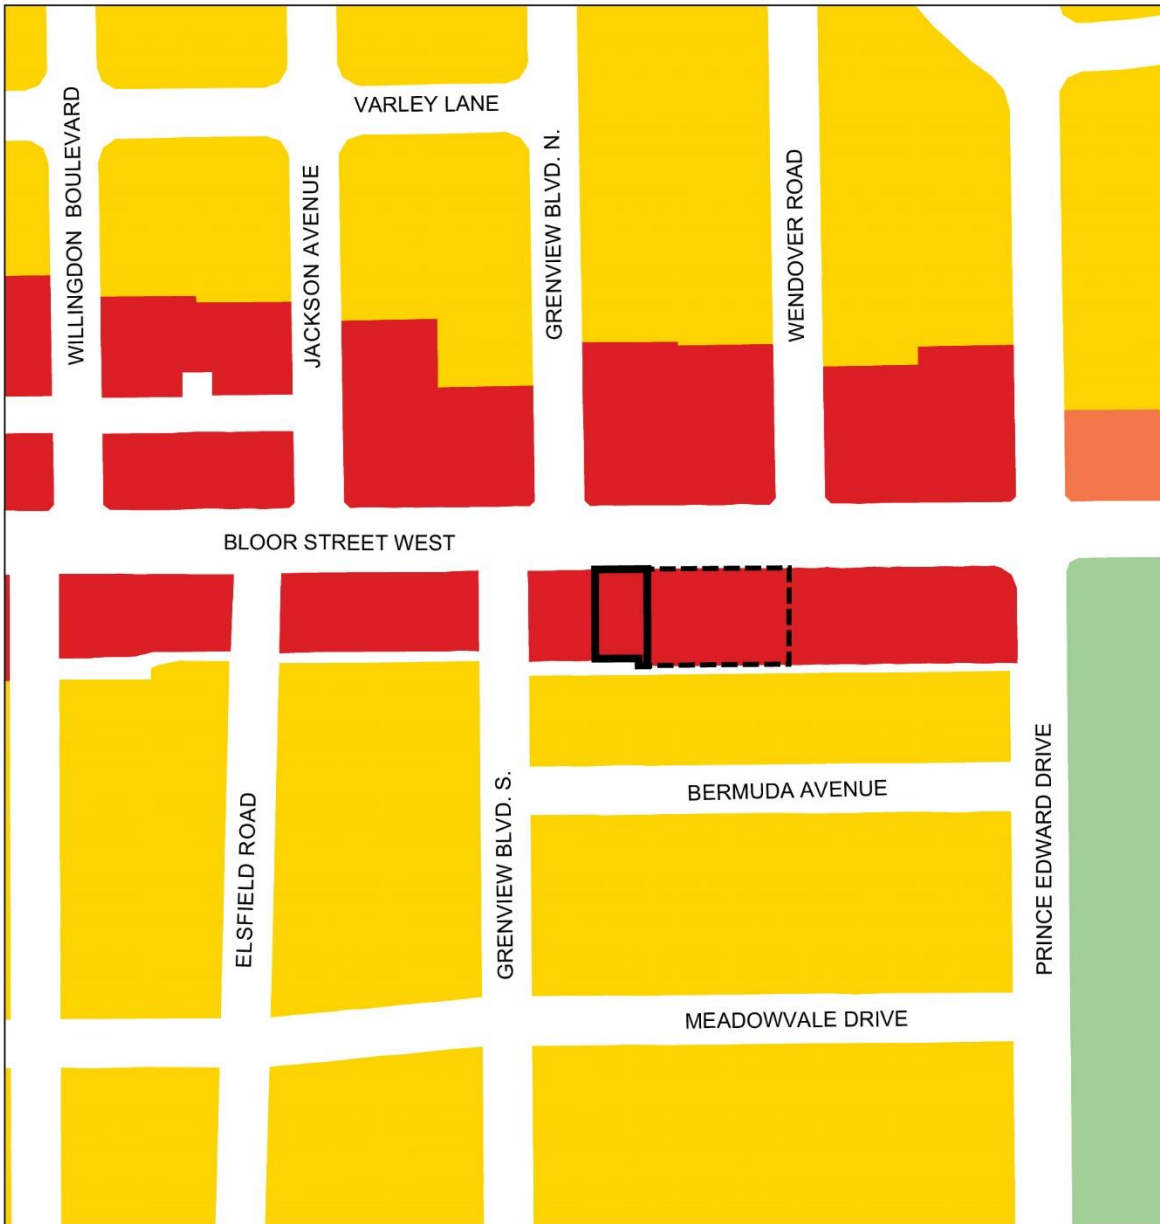 VARLEY LANE
WILLINGDON BOULEVARD
JACKSON AVENUE
GRENVIEW BLVD. N.
WENDOVER ROAD
BLOOR STREET WEST
ELSFIELD ROAD
GRENVIEW BLVD. S.
BERMUDA AVENUE
PRINCE EDWARD DRIVE
MEADOWVALE DRIVE